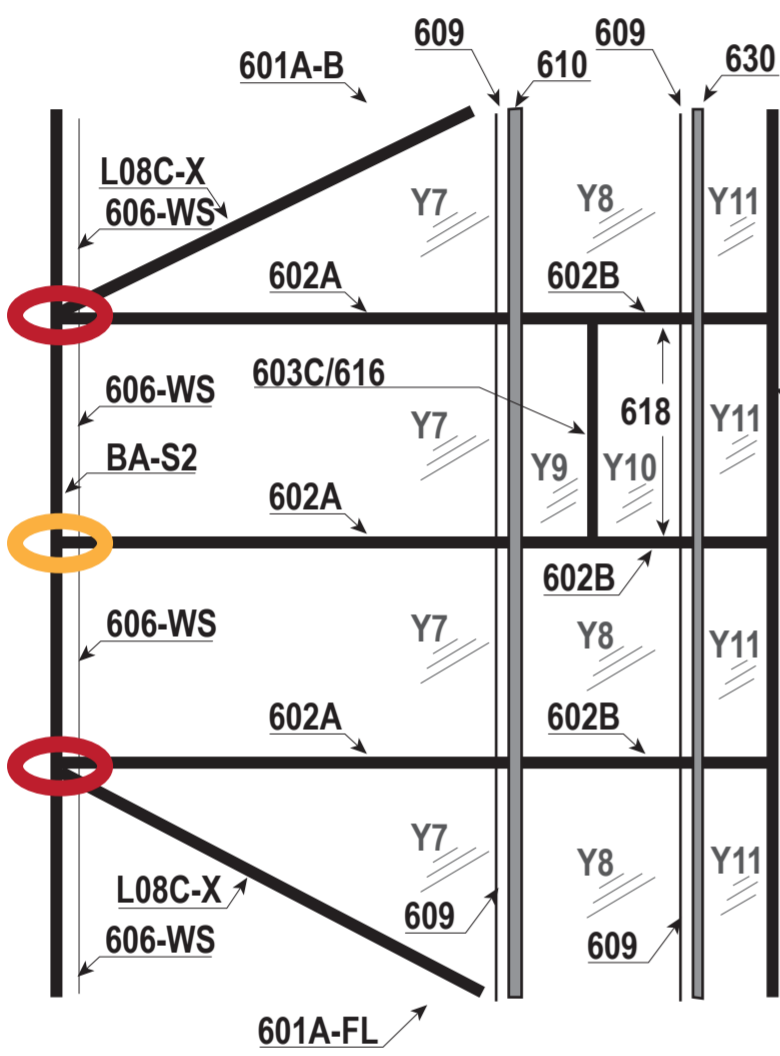 609
609
601A-B
610
630
L08C-X
606-WS
Y7
Y8
Y11
602A
602B
606-WS
603C/616
Y7
618
Y11
BA-S2
Y9
Y10
602A
602B
606-WS
Y7
Y8
Y11
602A
602B
Y7
Y8
Y11
L08C-X
609
606-WS
609
601A-FL